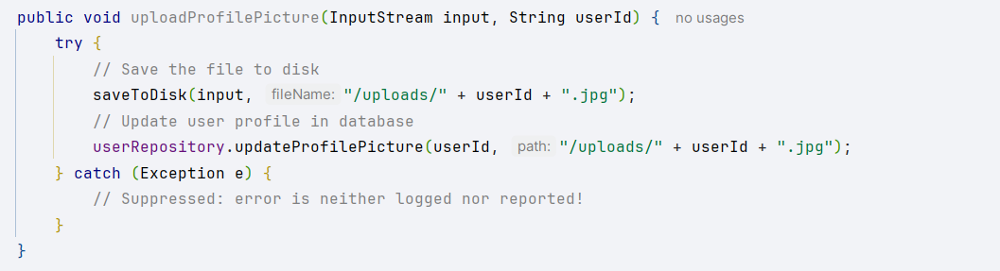 public void uploadProfilePicture(InputStream input, String userId) { no usages
    try {
        // Save the file to disk
        saveToDisk(input, fileName: "/uploads/" + userId + ".jpg");
        // Update user profile in database
        userRepository.updateProfilePicture(userId, path: "/uploads/" + userId + ".jpg");
    } catch (Exception e) {
        // Suppressed: error is neither logged nor reported!
    }
}